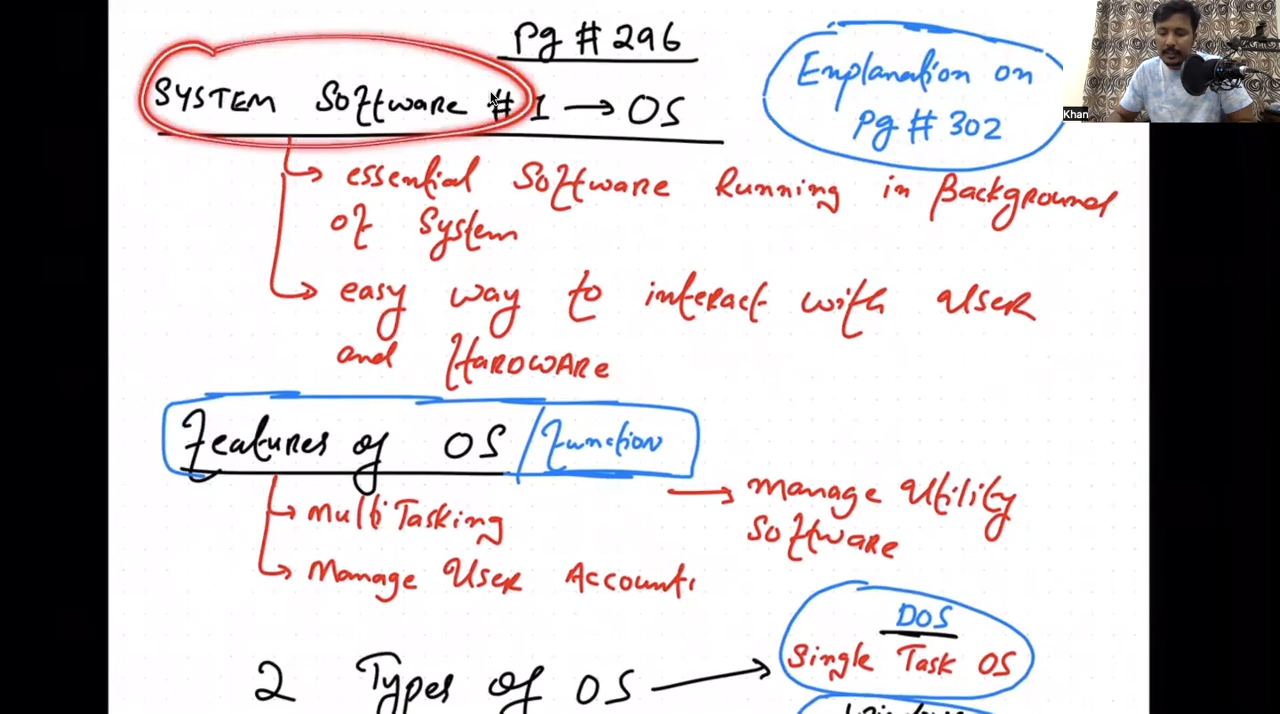 Pg # 296
SYSTEM Software # 1 → OS
Explanation on
Pg # 302
Khan
→ essential Software Running in Background
of System
→ easy way to interact with User
and HARDWARE
Features of OS / Function
→ Multi Tasking
→ Manage User Accounts
→ Manage Utility
Software
2 Types of OS →
DOS
Single Task OS
Windows